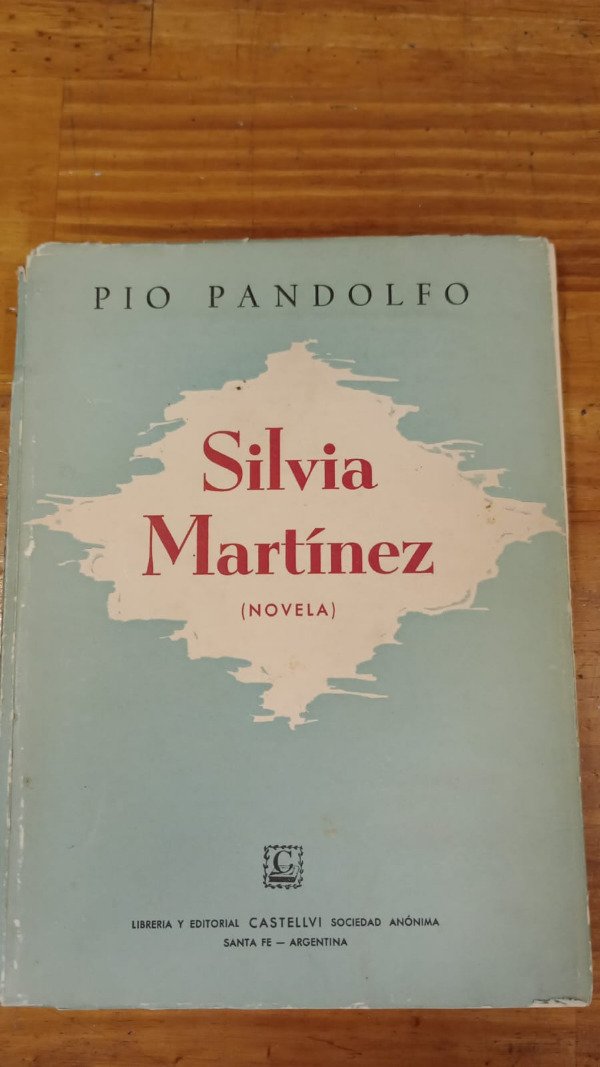 PIO PANDOLFO
Silvia
Martínez
(NOVELA)
C
LIBRERIA Y EDITORIAL CASTELLVI SOCIEDAD ANÓNIMA
SANTA FE — ARGENTINA